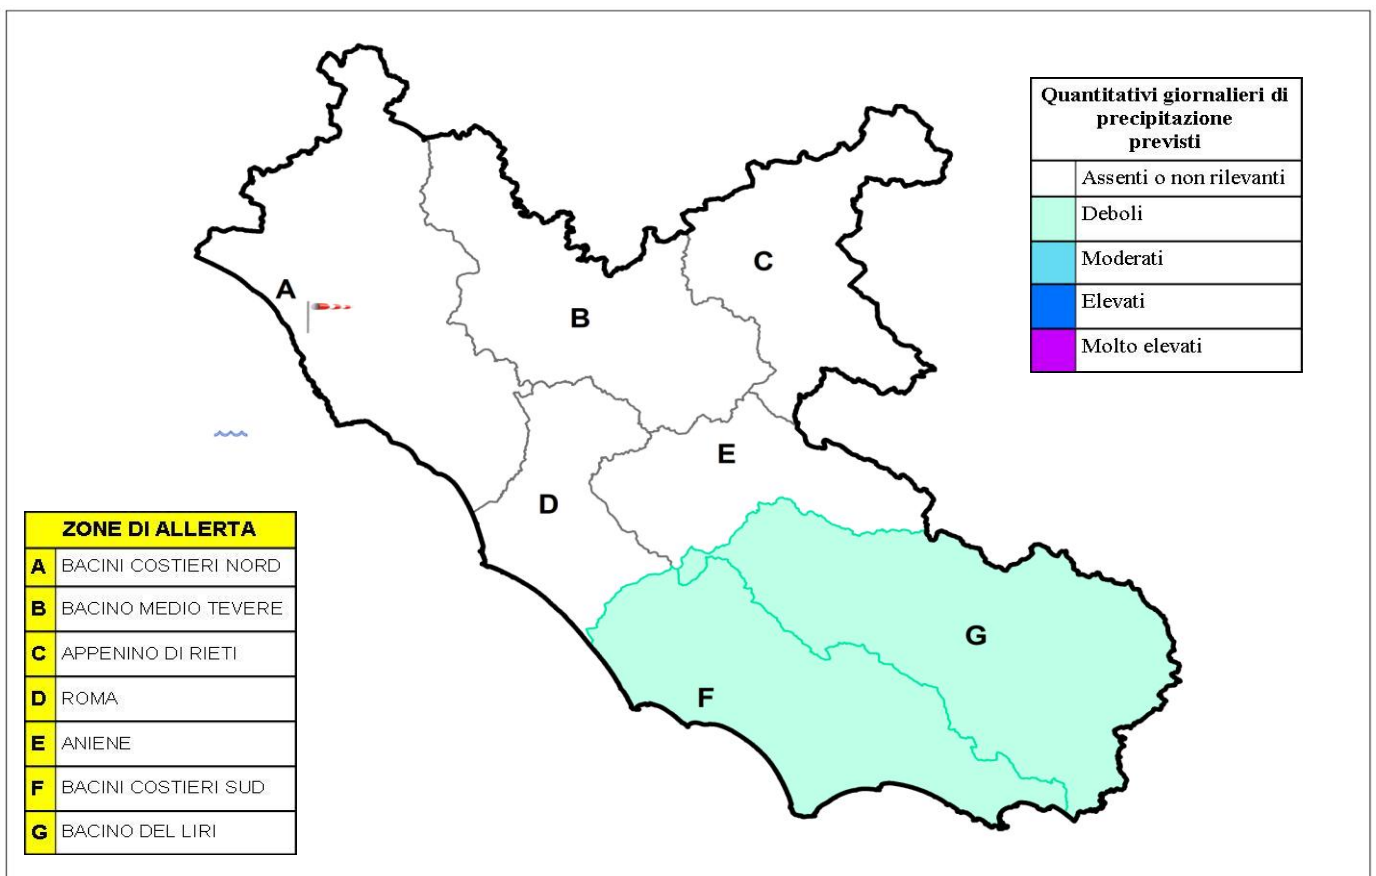 Quantitativi giornalieri di
precipitazione
previsti
Assenti o non rilevanti
Deboli
Moderati
Elevati
Molto elevati
C
A
B
E
D
G
F
ZONE DI ALLERTA
A BACINI COSTIERI NORD
B BACINO MEDIO TEVERE
C APPENINO DI RIETI
D ROMA
E ANIENE
F BACINI COSTIERI SUD
G BACINO DEL LIRI